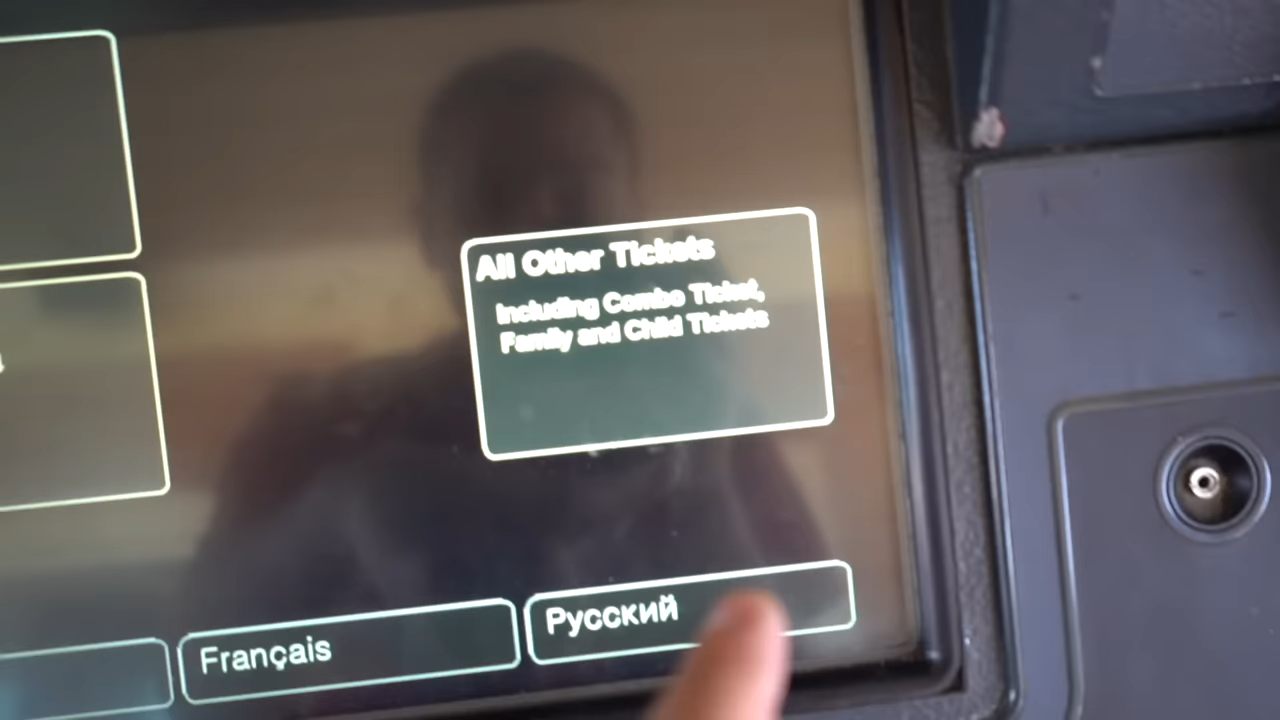 All Other Tickets
Including Combo Ticket,
Family and Child Tickets
Français
Русский